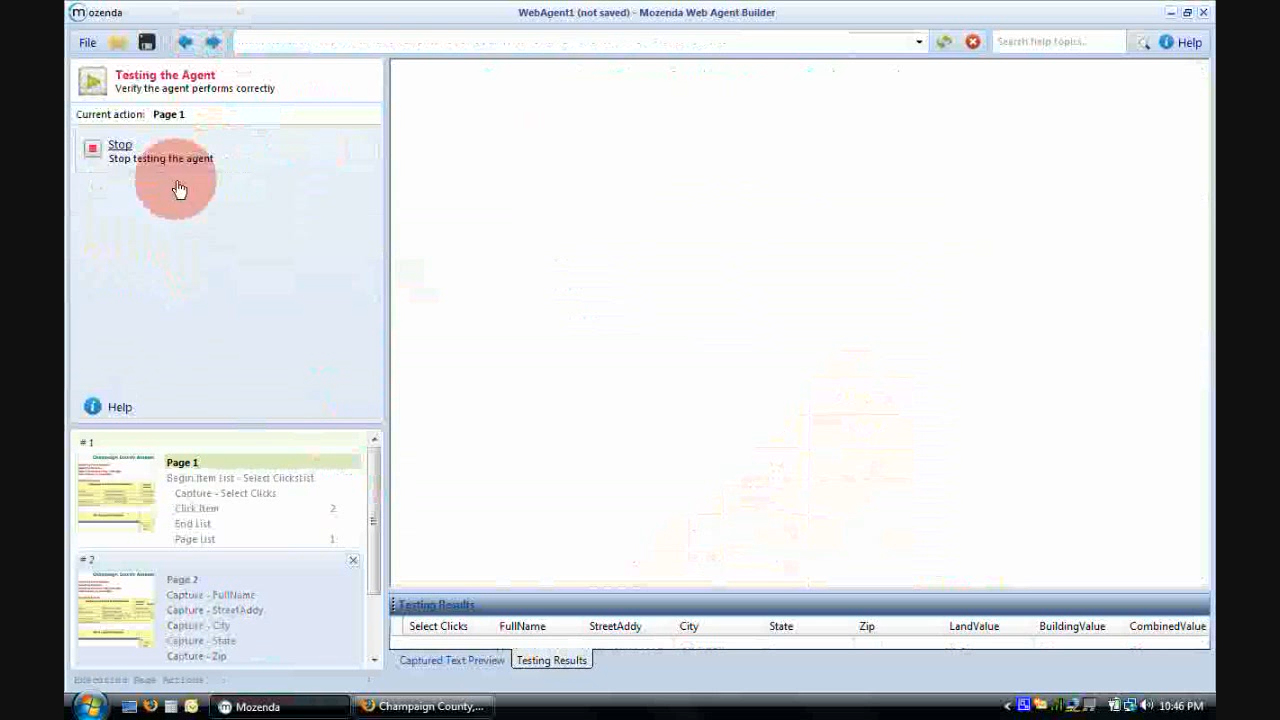 mozenda
WebAgent1 (not saved) - Mozenda Web Agent Builder
File
Search help topics..
Help
Testing the Agent
Verify the agent performs correctly
Current action: Page 1
Stop
Stop testing the agent
Help
# 1
Page 1
Begin Item List - Select ClicksList
Capture - Select Clicks
Click Item 2
End List
Page List 1
# 2
Page 2
Capture - FullName
Capture - StreetAddy
Capture - City
Capture - State
Capture - Zip
Testing Results
Select Clicks FullName StreetAddy City State Zip LandValue BuildingValue CombinedValue
Captured Text Preview Testing Results
Executing Page Actions:
Mozenda
Champaign County,...
10:46 PM